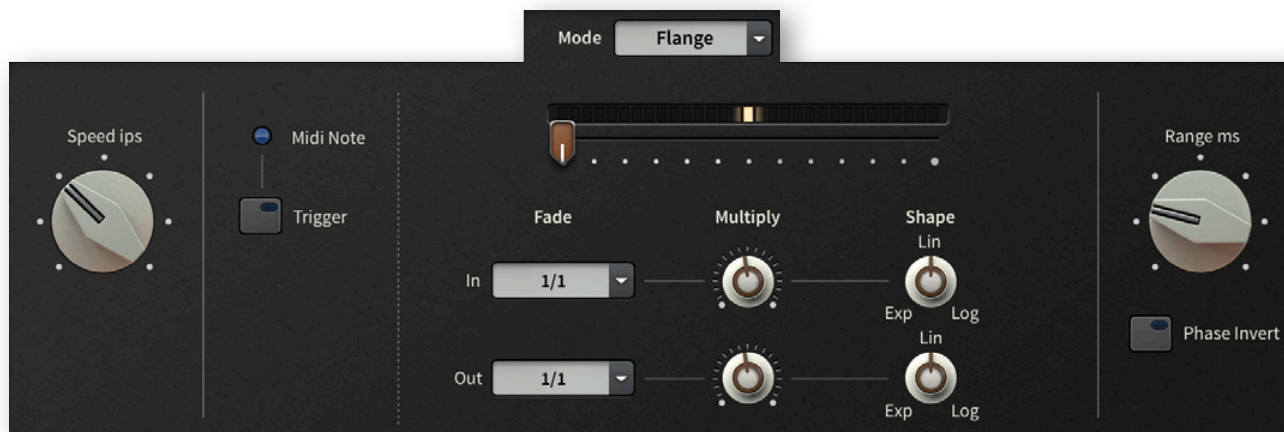 Mode Flange
Speed ips
Midi Note
Trigger
Fade Multiply Shape
Lin
In 1/1
Exp Log
Lin
Out 1/1
Exp Log
Range ms
Phase Invert